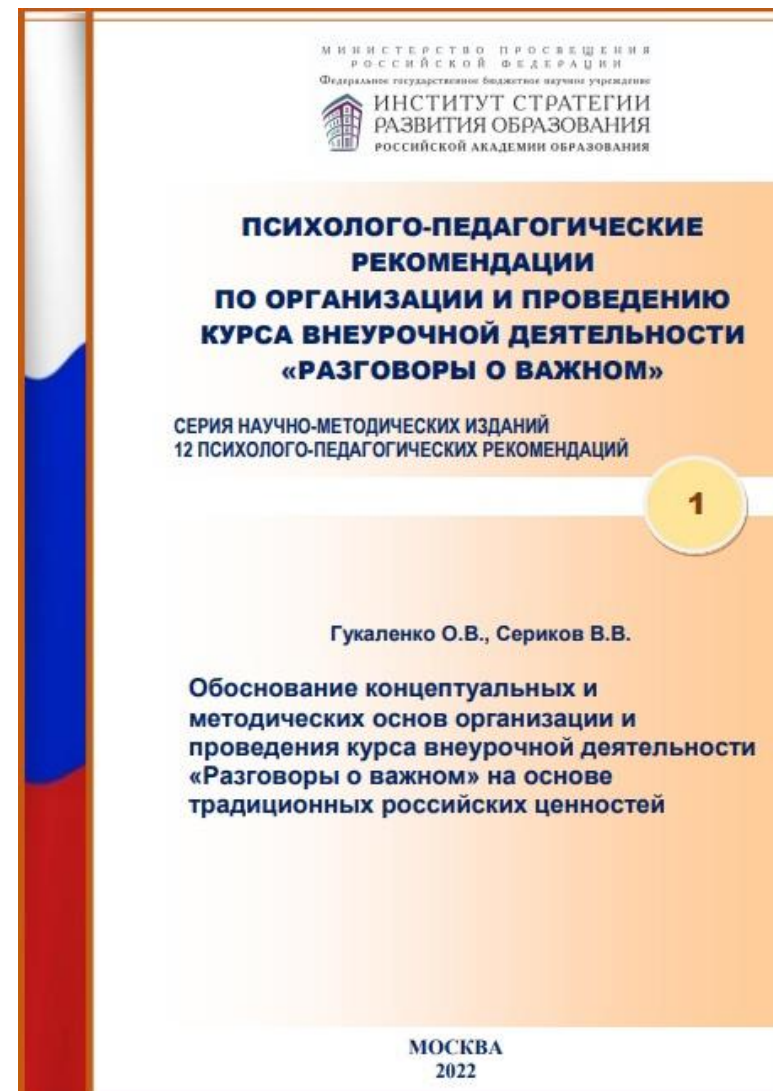 МИНИСТЕРСТВО ПРОСВЕЩЕНИЯ
РОССИЙСКОЙ ФЕДЕРАЦИИ
Федеральное государственное бюджетное научное учреждение
ИНСТИТУТ СТРАТЕГИИ
РАЗВИТИЯ ОБРАЗОВАНИЯ
РОССИЙСКОЙ АКАДЕМИИ ОБРАЗОВАНИЯ
ПСИХОЛОГО-ПЕДАГОГИЧЕСКИЕ
РЕКОМЕНДАЦИИ
ПО ОРГАНИЗАЦИИ И ПРОВЕДЕНИЮ
КУРСА ВНЕУРОЧНОЙ ДЕЯТЕЛЬНОСТИ
«РАЗГОВОРЫ О ВАЖНОМ»
СЕРИЯ НАУЧНО-МЕТОДИЧЕСКИХ ИЗДАНИЙ
12 ПСИХОЛОГО-ПЕДАГОГИЧЕСКИХ РЕКОМЕНДАЦИЙ
1
Гукаленко О.В., Сериков В.В.
Обоснование концептуальных и
методических основ организации и
проведения курса внеурочной деятельности
«Разговоры о важном» на основе
традиционных российских ценностей
МОСКВА
2022